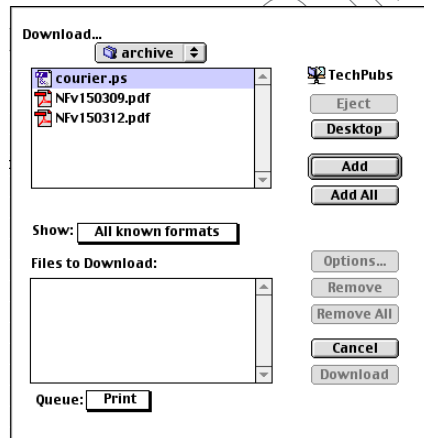 Download...
archive
courier.ps
NFv150309.pdf
NFv150312.pdf
TechPubs
Eject
Desktop
Add
Add All
Show: All known formats
Files to Download:
Options...
Remove
Remove All
Cancel
Download
Queue: Print